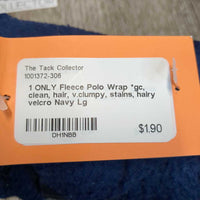 The Tack Collector
1001372-306
1 ONLY Fleece Polo Wrap *gc,
clean, hair, v.clumpy, stains, hairy
velcro Navy Lg
DH1NBB
$1.90